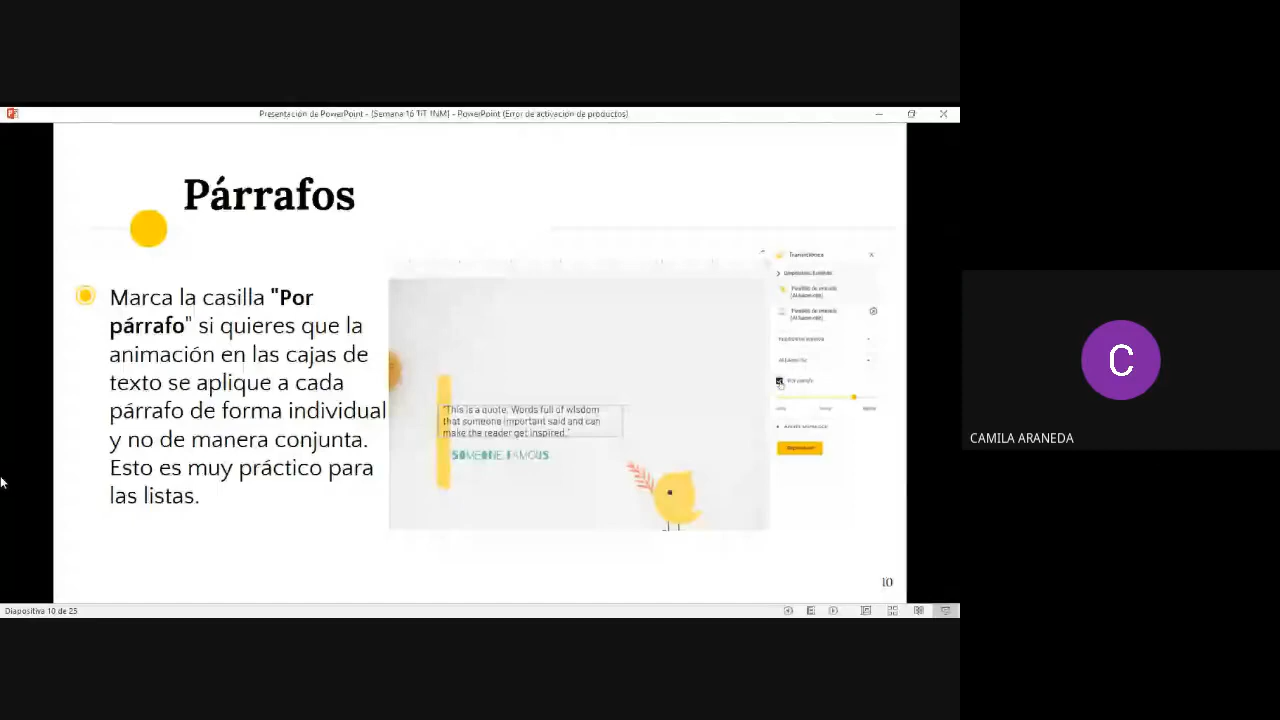 Presentación de PowerPoint - [Semana 16 TIT 1NM] - PowerPoint (Error de activación de productos)
Párrafos
Marca la casilla "Por
párrafo" si quieres que la
animación en las cajas de
texto se aplique a cada
párrafo de forma individual
y no de manera conjunta.
Esto es muy práctico para
las listas.
"This is a quote. Words full of wisdom
that someone important said and can
make the reader get inspired."
SOMEONE FAMOUS
Por párrafo
10
Diapositiva 10 de 25
C
CAMILA ARANEDA